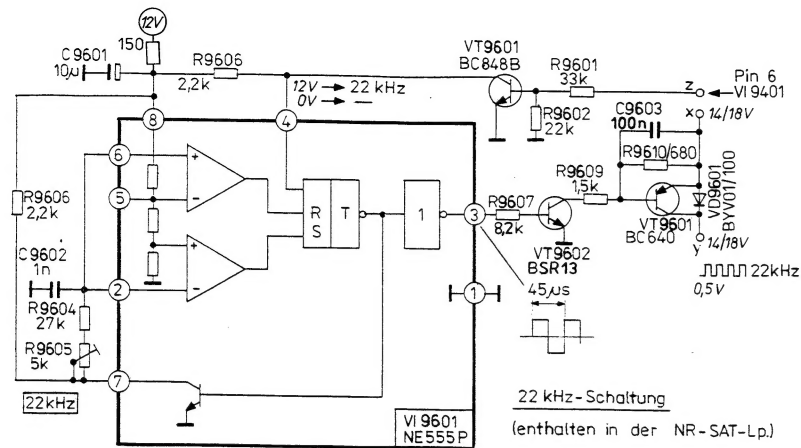 12V
150
C9601
10µ
R9606
2,2k
12V → 22 kHz
0V → —
VT9601
BC848B
R9601
33k
R9602
22k
Z
Pin 6
VI 9401
X
14/18V
C9603
100n
R9610/680
R9609
1,5k
VD9601
BYV01/100
VT9601
BC640
Y
14/18V
22kHz
0,5V
8
4
6
5
2
7
3
1
R9606
2,2k
C9602
1n
R9604
27k
R9605
5k
22kHz
+
−
+
−
R
S
T
1
R9607
8,2k
VT9602
BSR13
45µs
VI 9601
NE555P
22 kHz-Schaltung
(enthalten in der NR-SAT-Lp.)